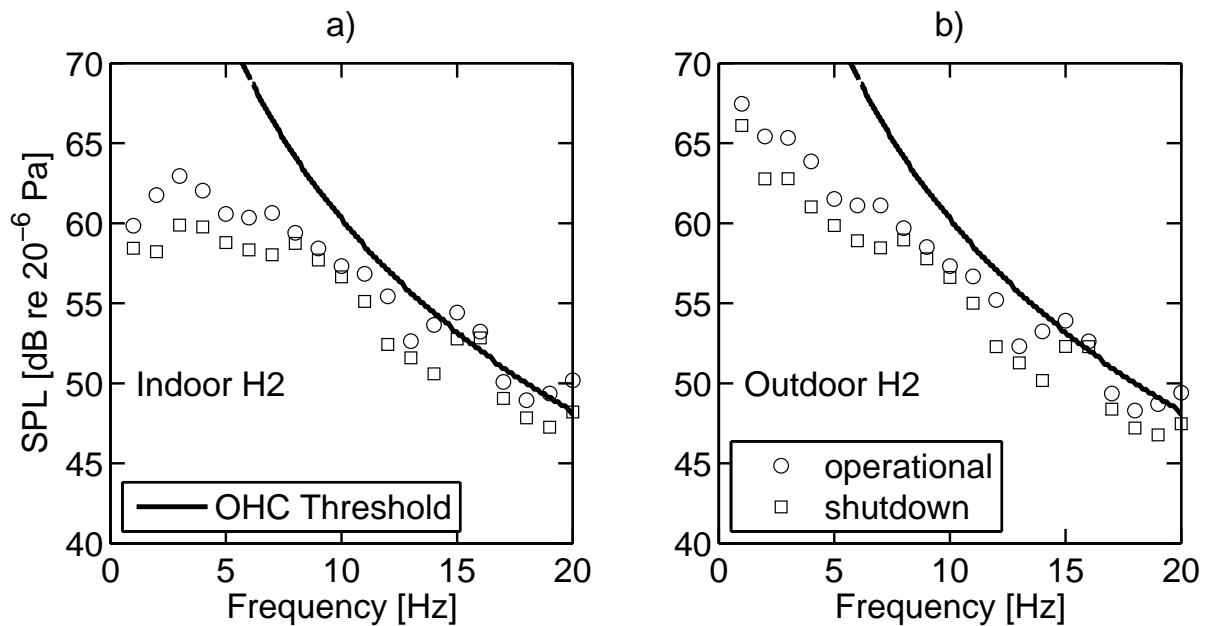 a)
SPL [dB re 20⁻⁶ Pa]
70
65
60
55
50
45
40
Indoor H2
OHC Threshold
0 5 10 15 20
Frequency [Hz]
b)
70
65
60
55
50
45
40
Outdoor H2
operational
shutdown
0 5 10 15 20
Frequency [Hz]